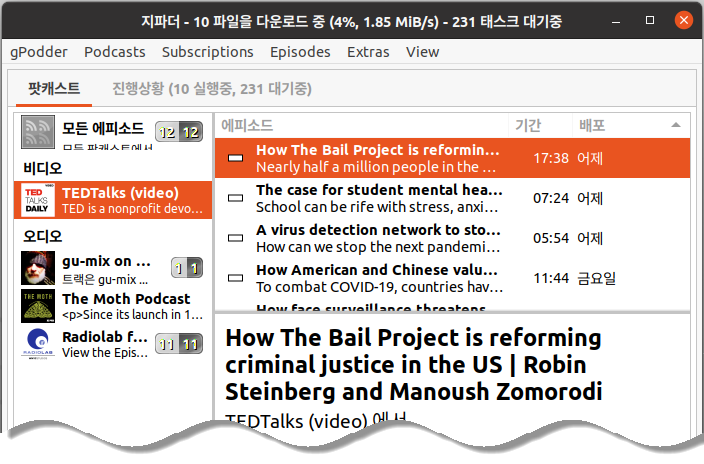 지파더 - 10 파일을 다운로드 중 (4%, 1.85 MiB/s) - 231 태스크 대기중
gPodder Podcasts Subscriptions Episodes Extras View
팟캐스트 진행상황 (10 실행중, 231 대기중)
모든 에피소드 12 12
모든 팟캐스트에서
비디오
TED TALKS DAILY
TEDTalks (video)
TED is a nonprofit devo…
오디오
gu-mix on … 1 1
트랙은 gu-mix …
THE MOTH
The Moth Podcast
<p>Since its launch in 1…
RADIOLAB
Radiolab f… 11 11
View the Epis…
에피소드 기간 배포
How The Bail Project is reformin… 17:38 어제
Nearly half a million people in the …
The case for student mental hea… 07:24 어제
School can be rife with stress, anxi…
A virus detection network to sto… 05:54 어제
How can we stop the next pandemi…
How American and Chinese valu… 11:44 금요일
To combat COVID-19, countries hav…
How face surveillance threatens
How The Bail Project is reforming
criminal justice in the US | Robin
Steinberg and Manoush Zomorodi
TEDTalks (video) 에서